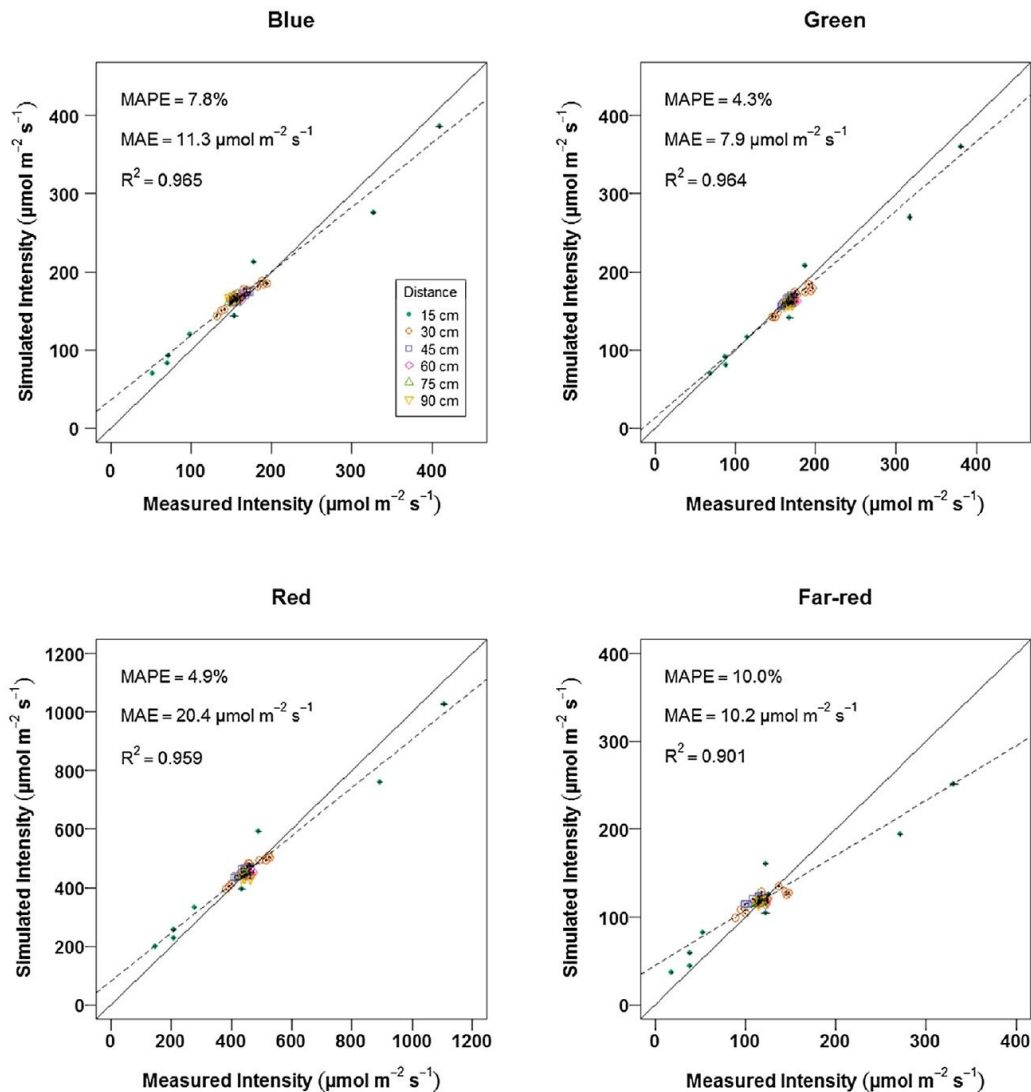 Blue
MAPE = 7.8%
MAE = 11.3 µmol m⁻² s⁻¹
R² = 0.965
Simulated Intensity (µmol m⁻² s⁻¹)
400
300
200
100
0
Distance
15 cm
30 cm
45 cm
60 cm
75 cm
90 cm
0 100 200 300 400
Measured Intensity (µmol m⁻² s⁻¹)
Green
MAPE = 4.3%
MAE = 7.9 µmol m⁻² s⁻¹
R² = 0.964
Simulated Intensity (µmol m⁻² s⁻¹)
400
300
200
100
0
0 100 200 300 400
Measured Intensity (µmol m⁻² s⁻¹)
Red
MAPE = 4.9%
MAE = 20.4 µmol m⁻² s⁻¹
R² = 0.959
Simulated Intensity (µmol m⁻² s⁻¹)
1200
1000
800
600
400
200
0
0 200 400 600 800 1000 1200
Measured Intensity (µmol m⁻² s⁻¹)
Far-red
MAPE = 10.0%
MAE = 10.2 µmol m⁻² s⁻¹
R² = 0.901
Simulated Intensity (µmol m⁻² s⁻¹)
400
300
200
100
0
0 100 200 300 400
Measured Intensity (µmol m⁻² s⁻¹)